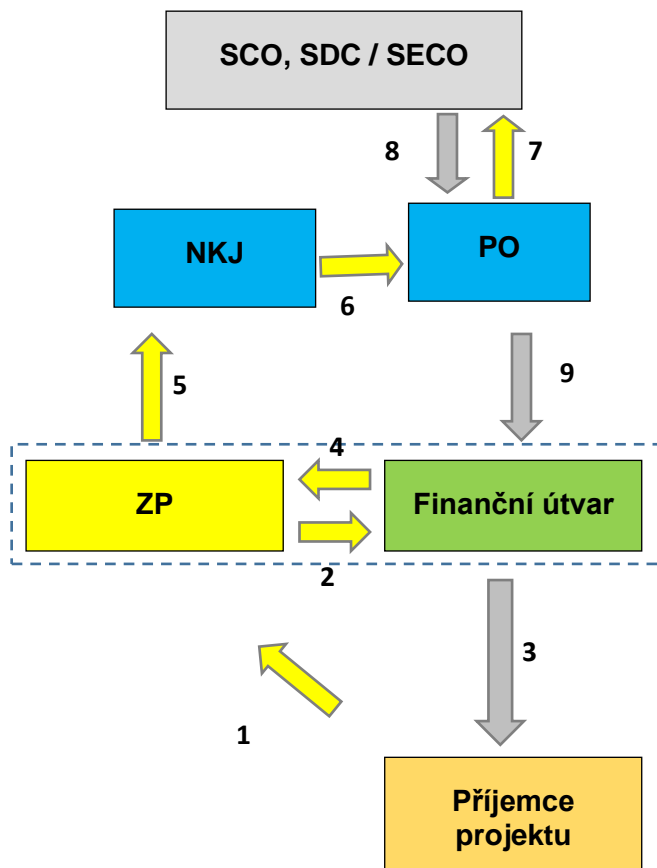 SCO, SDC / SECO
8
7
NKJ
PO
6
5
9
4
ZP
Finanční útvar
2
3
1
Příjemce
projektu